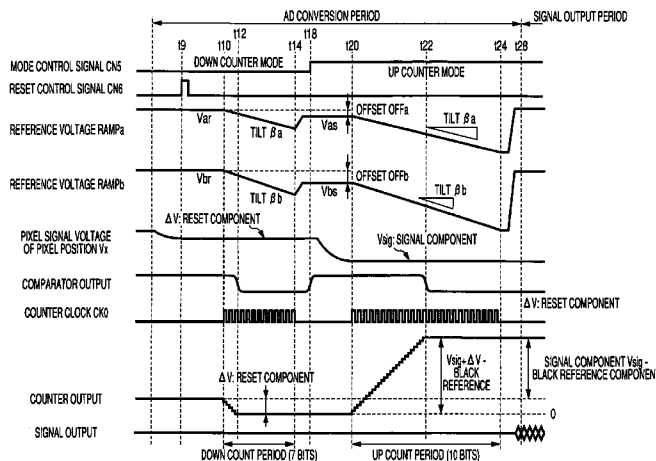 AD CONVERSION PERIOD
SIGNAL OUTPUT PERIOD
t9 t10 t12 t14 t18 t20 t22 t24 t28
MODE CONTROL SIGNAL CN5
DOWN COUNTER MODE
UP COUNTER MODE
RESET CONTROL SIGNAL CN6
REFERENCE VOLTAGE RAMPa
Var
TILT βa
Vas
OFFSET OFFa
TILT βa
REFERENCE VOLTAGE RAMPb
Vbr
TILT βb
Vbs
OFFSET OFFb
TILT βb
PIXEL SIGNAL VOLTAGE
OF PIXEL POSITION Vx
ΔV: RESET COMPONENT
Vsig: SIGNAL COMPONENT
COMPARATOR OUTPUT
COUNTER CLOCK CK0
ΔV: RESET COMPONENT
ΔV: RESET COMPONENT
Vsig+ΔV -
BLACK
REFERENCE
SIGNAL COMPONENT Vsig -
BLACK REFERENCE COMPONEN
COUNTER OUTPUT
0
SIGNAL OUTPUT
DOWN COUNT PERIOD (7 BITS)
UP COUNT PERIOD (10 BITS)